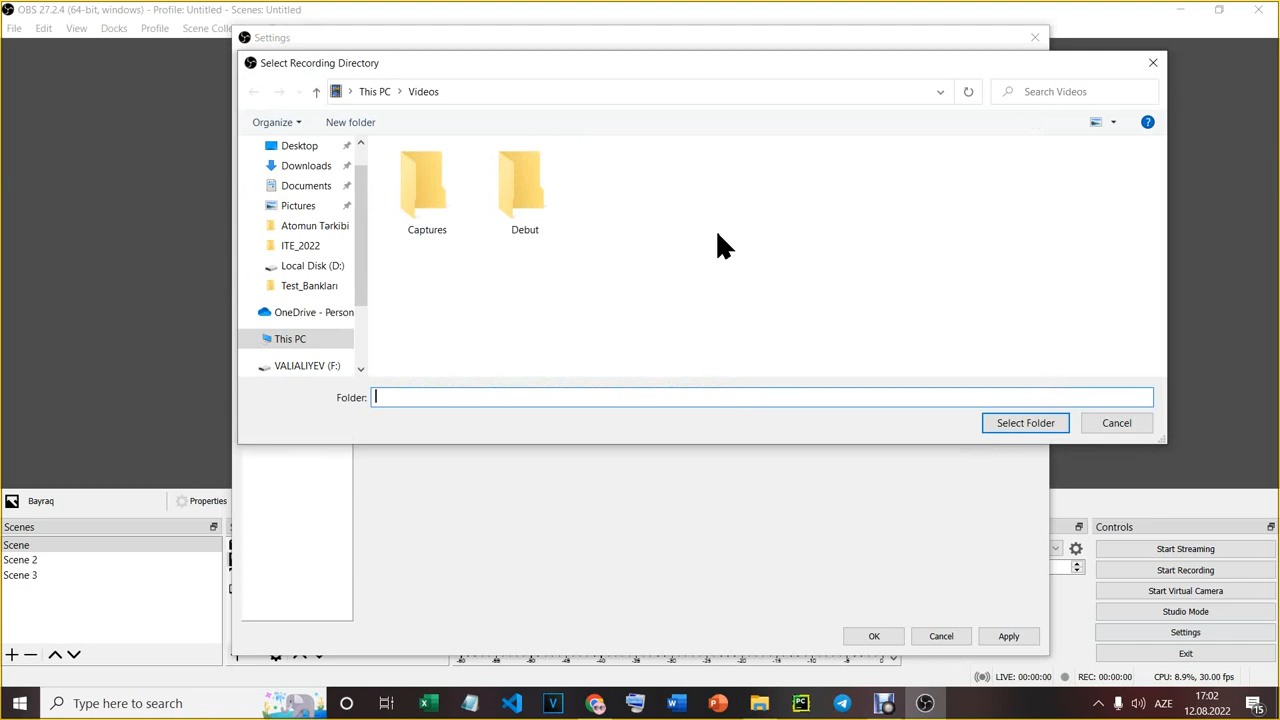 OBS 27.2.4 (64-bit, windows) - Profile: Untitled - Scenes: Untitled
File Edit View Docks Profile Scene Coll
Settings
Select Recording Directory
This PC > Videos
Search Videos
Organize
New folder
Desktop
Downloads
Documents
Pictures
Atomun Tərkibi
ITE_2022
Local Disk (D:)
Test_Bankları
OneDrive - Person
This PC
VALIALIYEV (F:)
Captures
Debut
Folder:
Select Folder
Cancel
Bayraq
Properties
Scenes
Scene
Scene 2
Scene 3
Controls
Start Streaming
Start Recording
Start Virtual Camera
Studio Mode
Settings
Exit
OK
Cancel
Apply
LIVE: 00:00:00
REC: 00:00:00
CPU: 8.9%, 30.00 fps
Type here to search
AZE
17:02
12.08.2022
15